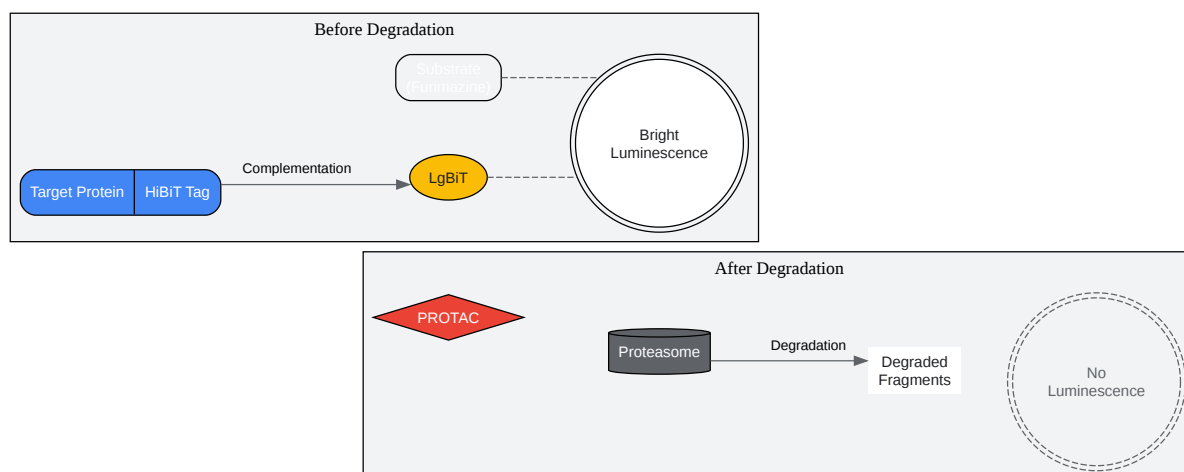 Before Degradation
Substrate
(Furimazine)
Bright
Luminescence
Complementation
LgBiT
Target Protein
HiBiT Tag
After Degradation
PROTAC
Proteasome
Degradation
Degraded
Fragments
No
Luminescence